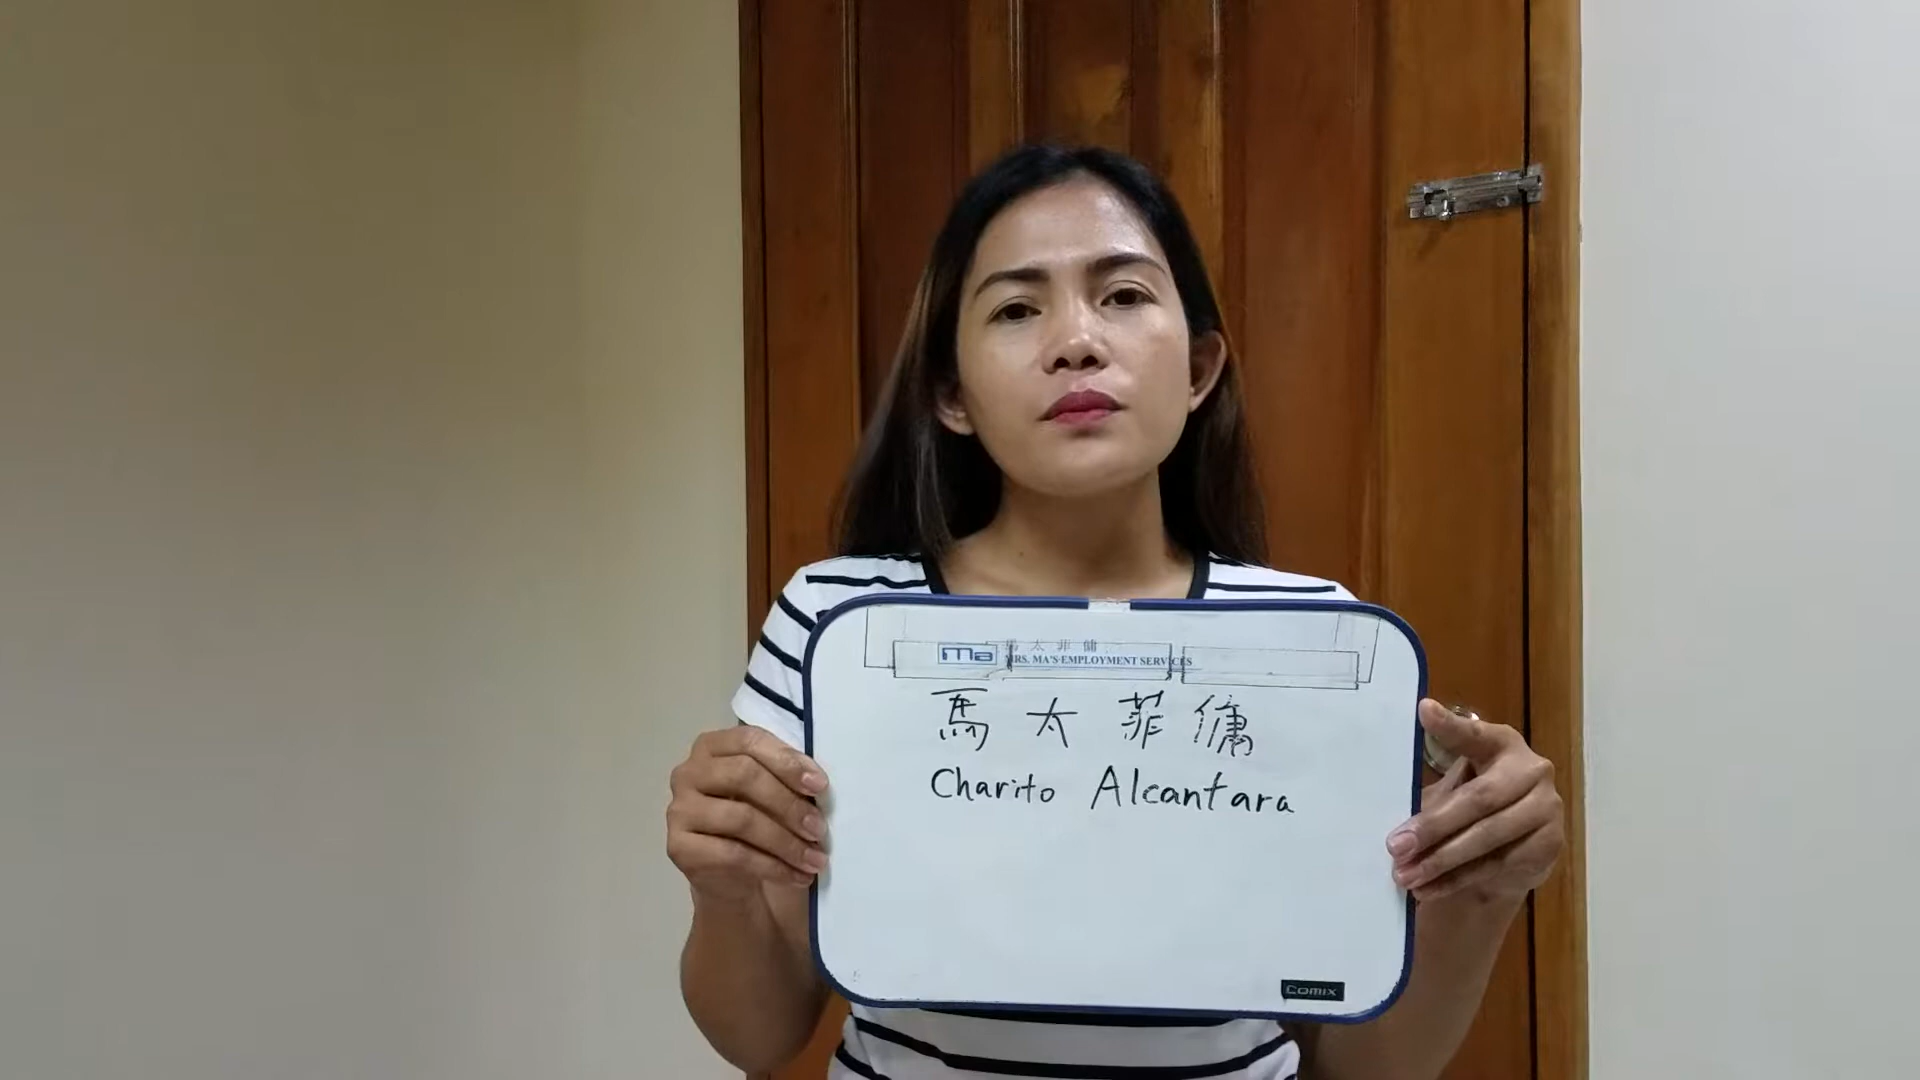 Ma 馬太菲傭
MRS. MA'S EMPLOYMENT SERVICES
馬太菲傭
Charito Alcantara
COMIX